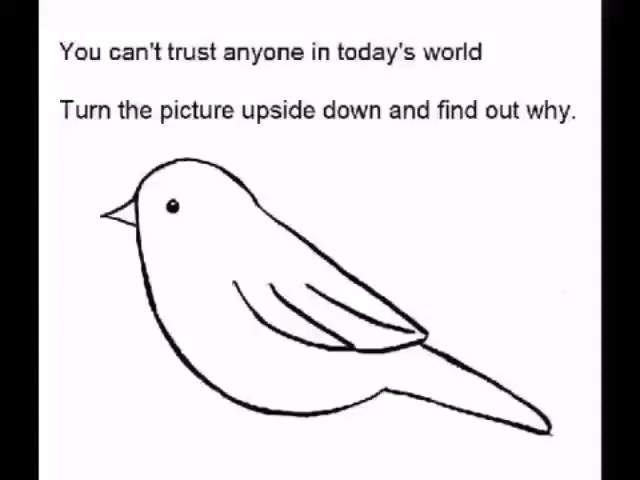 You can't trust anyone in today's world
Turn the picture upside down and find out why.